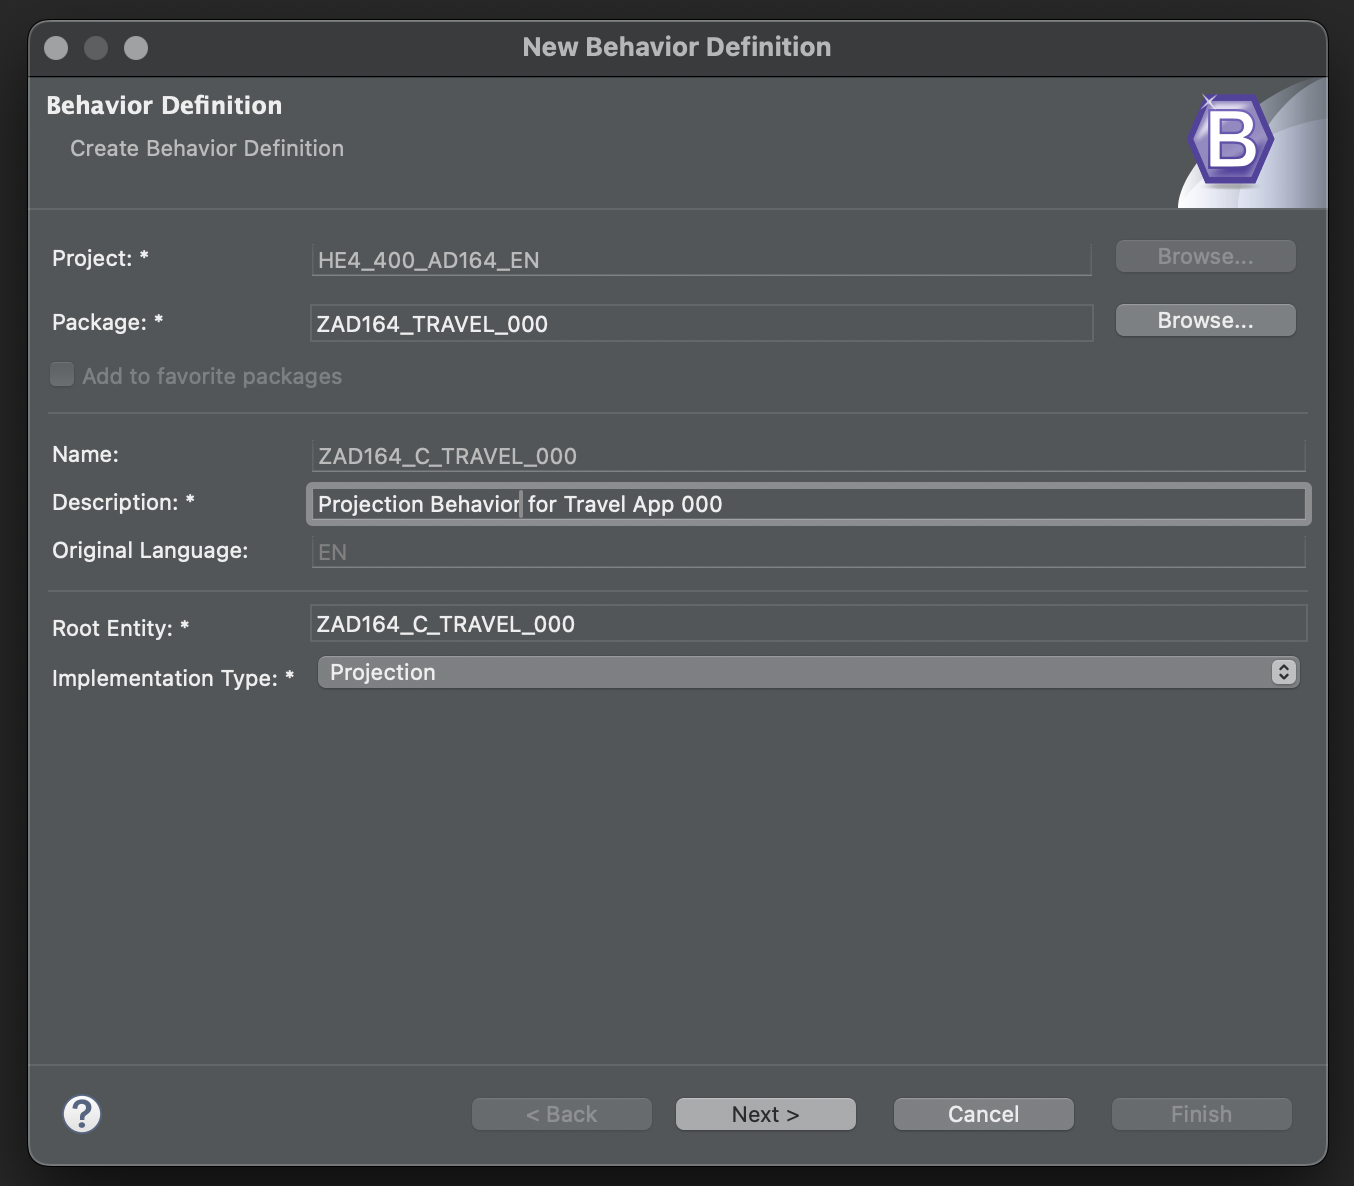 New Behavior Definition
Behavior Definition
Create Behavior Definition
B
Project: * HE4_400_AD164_EN Browse...
Package: * ZAD164_TRAVEL_000 Browse...
Add to favorite packages
Name: ZAD164_C_TRAVEL_000
Description: * Projection Behavior for Travel App 000
Original Language: EN
Root Entity: * ZAD164_C_TRAVEL_000
Implementation Type: * Projection
? < Back Next > Cancel Finish